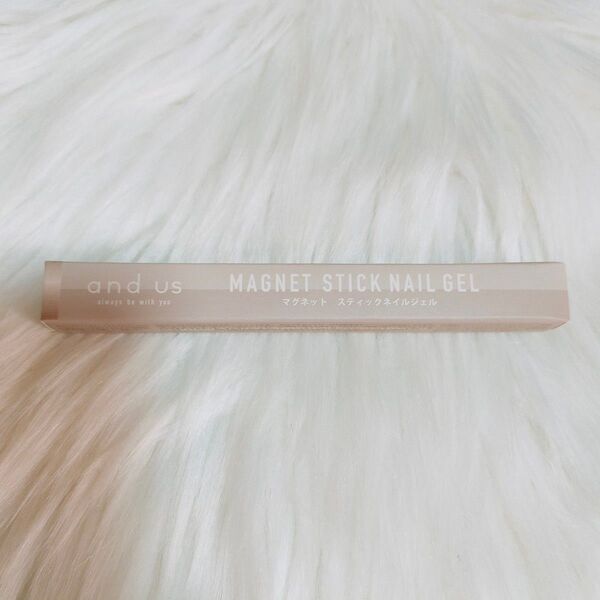 and us
always be with you
MAGNET STICK NAIL GEL
マグネット　スティックネイルジェル